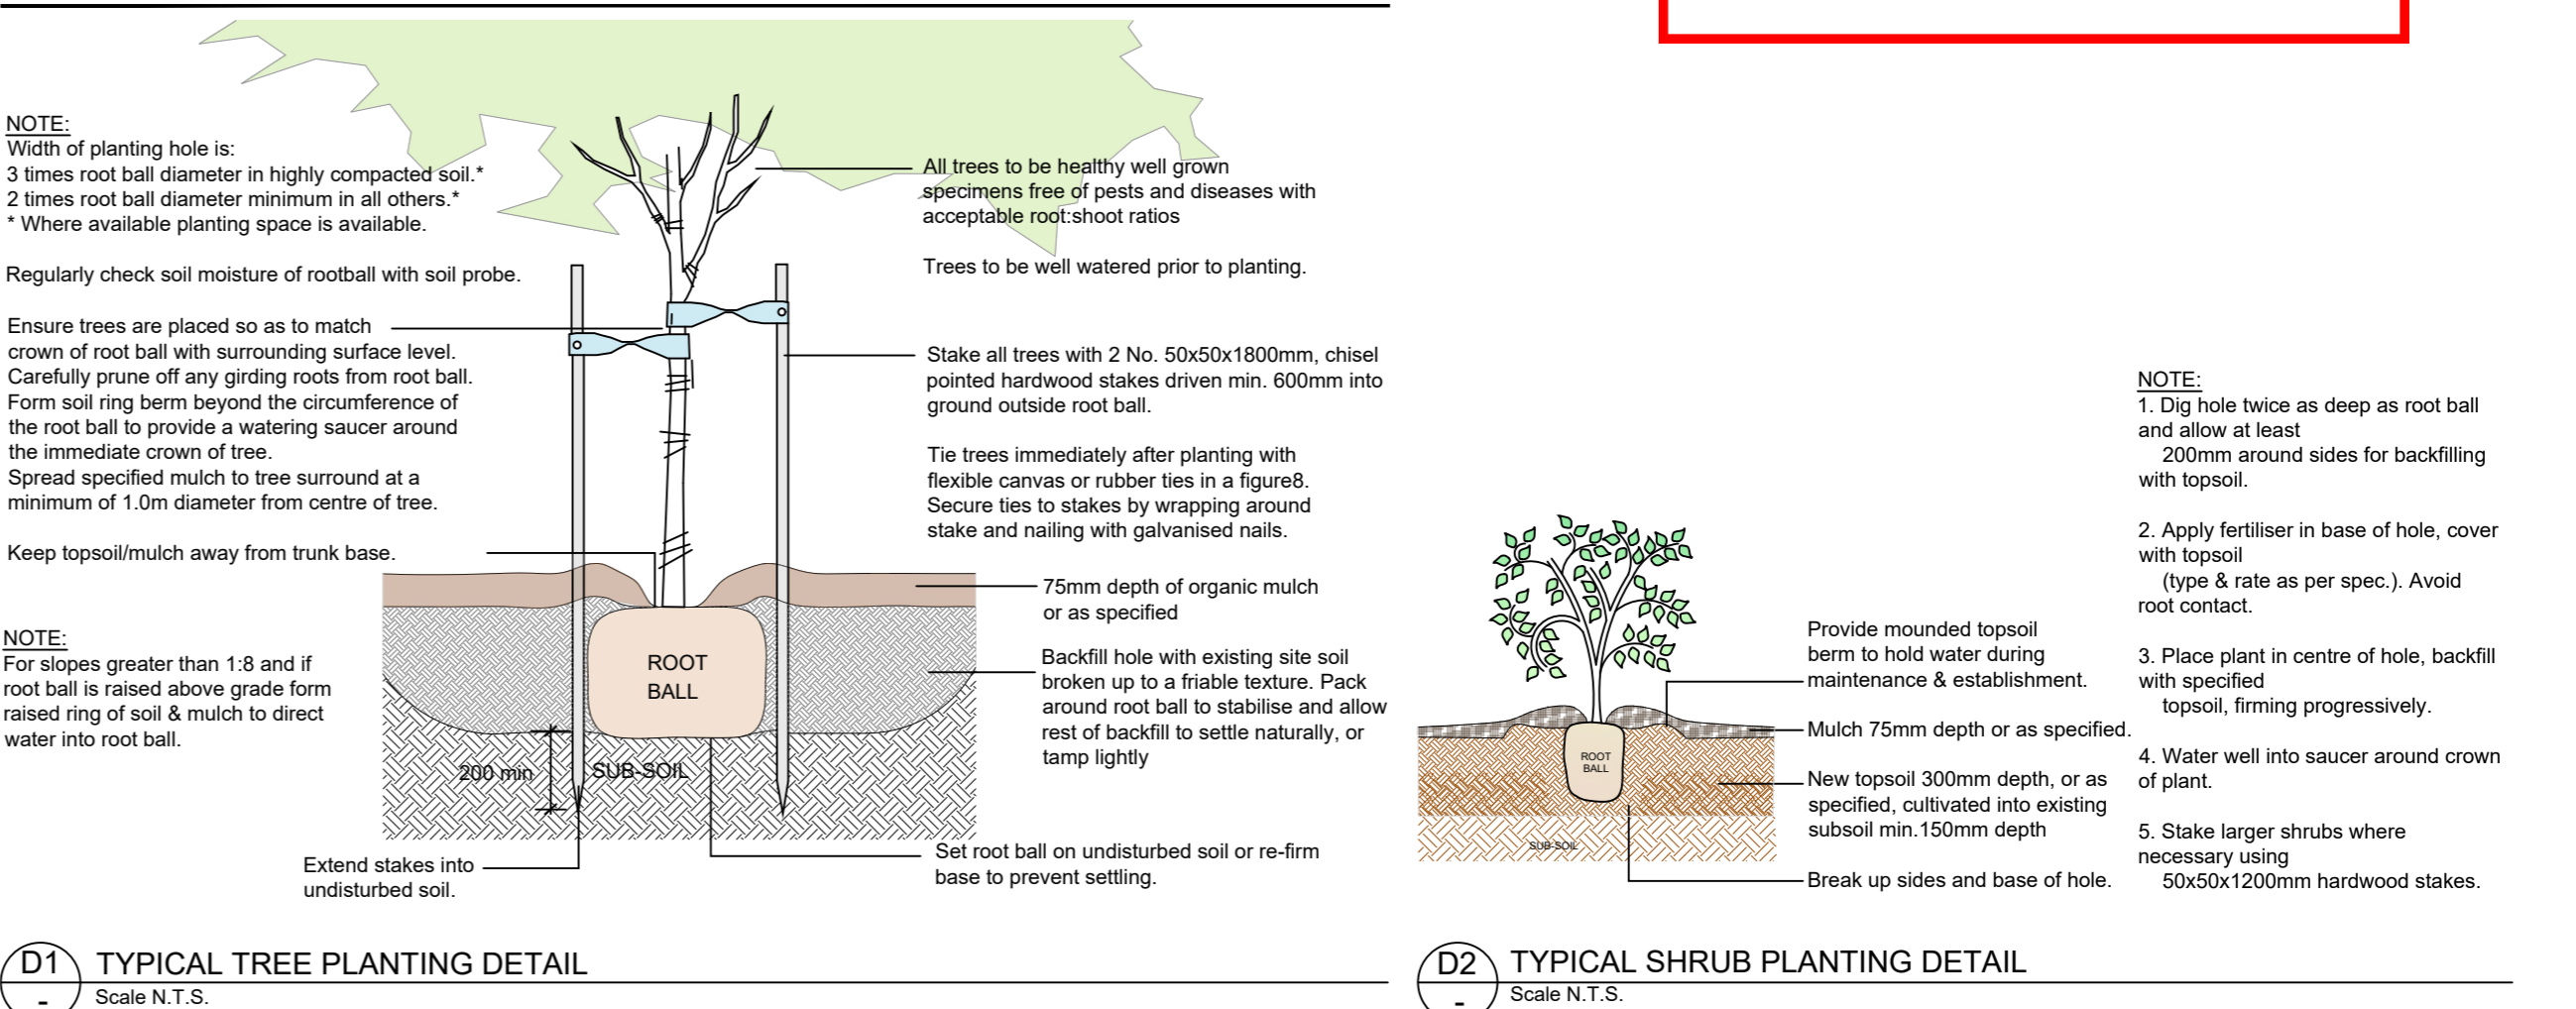 NOTE:
Width of planting hole is:
3 times root ball diameter in highly compacted soil.*
2 times root ball diameter minimum in all others.*
* Where available planting space is available.
Regularly check soil moisture of rootball with soil probe.
Ensure trees are placed so as to match
crown of root ball with surrounding surface level.
Carefully prune off any girding roots from root ball.
Form soil ring berm beyond the circumference of
the root ball to provide a watering saucer around
the immediate crown of tree.
Spread specified mulch to tree surround at a
minimum of 1.0m diameter from centre of tree.
Keep topsoil/mulch away from trunk base.
NOTE:
For slopes greater than 1:8 and if
root ball is raised above grade form
raised ring of soil & mulch to direct
water into root ball.
All trees to be healthy well grown
specimens free of pests and diseases with
acceptable root:shoot ratios
Trees to be well watered prior to planting.
Stake all trees with 2 No. 50x50x1800mm, chisel
pointed hardwood stakes driven min. 600mm into
ground outside root ball.
Tie trees immediately after planting with
flexible canvas or rubber ties in a figure8.
Secure ties to stakes by wrapping around
stake and nailing with galvanised nails.
75mm depth of organic mulch
or as specified
Backfill hole with existing site soil
broken up to a friable texture. Pack
around root ball to stabilise and allow
rest of backfill to settle naturally, or
tamp lightly
ROOT
BALL
200 min
SUB-SOIL
Extend stakes into
undisturbed soil.
Set root ball on undisturbed soil or re-firm
base to prevent settling.
D1
-
TYPICAL TREE PLANTING DETAIL
Scale N.T.S.
ROOT
BALL
SUB-SOIL
Provide mounded topsoil
berm to hold water during
maintenance & establishment.
Mulch 75mm depth or as specified.
New topsoil 300mm depth, or as
specified, cultivated into existing
subsoil min.150mm depth
Break up sides and base of hole.
NOTE:
1. Dig hole twice as deep as root ball
and allow at least
200mm around sides for backfilling
with topsoil.
2. Apply fertiliser in base of hole, cover
with topsoil
(type & rate as per spec.). Avoid
root contact.
3. Place plant in centre of hole, backfill
with specified
topsoil, firming progressively.
4. Water well into saucer around crown
of plant.
5. Stake larger shrubs where
necessary using
50x50x1200mm hardwood stakes.
D2
-
TYPICAL SHRUB PLANTING DETAIL
Scale N.T.S.